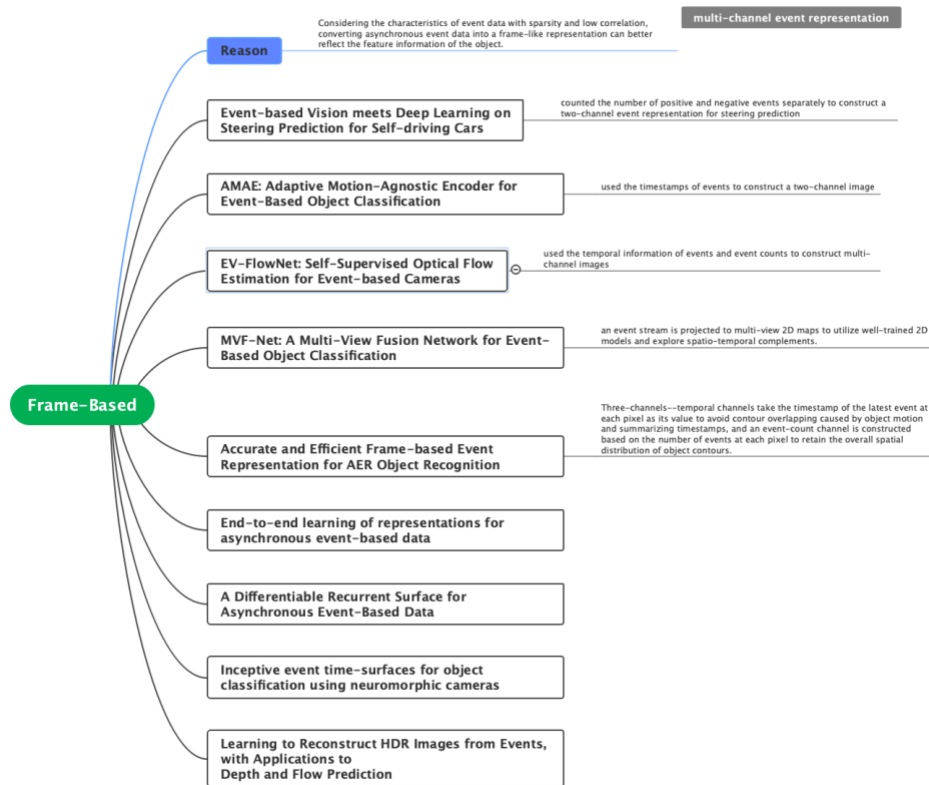 multi-channel event representation
Considering the characteristics of event data with sparsity and low correlation,
converting asynchronous event data into a frame-like representation can better
reflect the feature information of the object.
Reason
Event-based Vision meets Deep Learning on
Steering Prediction for Self-driving Cars
counted the number of positive and negative events separately to construct a
two-channel event representation for steering prediction
AMAE: Adaptive Motion-Agnostic Encoder for
Event-Based Object Classification
used the timestamps of events to construct a two-channel image
EV-FlowNet: Self-Supervised Optical Flow
Estimation for Event-based Cameras
used the temporal information of events and event counts to construct multi-
channel images
MVF-Net: A Multi-View Fusion Network for Event-
Based Object Classification
an event stream is projected to multi-view 2D maps to utilize well-trained 2D
models and explore spatio-temporal complements.
Frame-Based
Accurate and Efficient Frame-based Event
Representation for AER Object Recognition
Three-channels--temporal channels take the timestamp of the latest event at
each pixel as its value to avoid contour overlapping caused by object motion
and summarizing timestamps, and an event-count channel is constructed
based on the number of events at each pixel to retain the overall spatial
distribution of object contours.
End-to-end learning of representations for
asynchronous event-based data
A Differentiable Recurrent Surface for
Asynchronous Event-Based Data
Inceptive event time-surfaces for object
classification using neuromorphic cameras
Learning to Reconstruct HDR Images from Events,
with Applications to
Depth and Flow Prediction